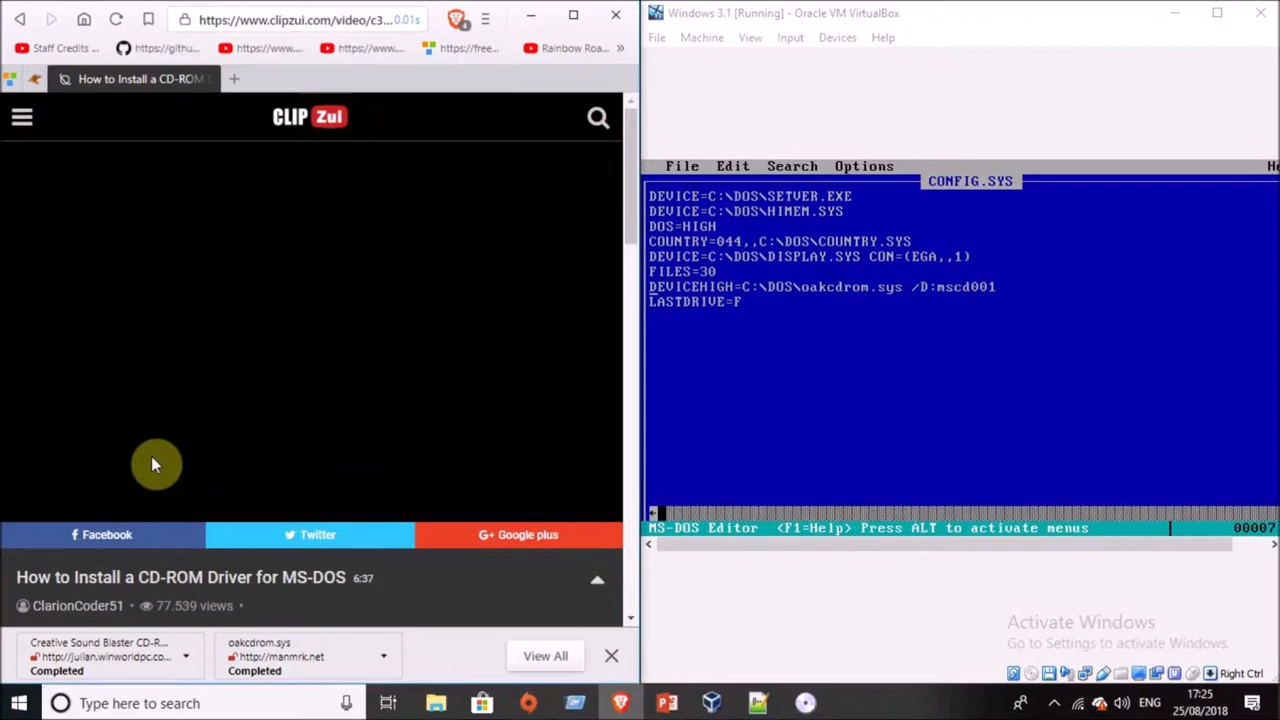 https://www.clipzui.com/video/c3... 0.01s
4
Staff Credits ...
https://githu...
https://www....
https://www....
https://free...
Rainbow Roa...
»
How to Install a CD-ROM
CLIP Zui
Facebook
Twitter
G+ Google plus
How to Install a CD-ROM Driver for MS-DOS 6:37
ClarionCoder51 • 77.539 views •
Creative Sound Blaster CD-R...
http://julian.winworldpc.co...
Completed
oakcdrom.sys
http://manmrk.net
Completed
View All
Windows 3.1 [Running] - Oracle VM VirtualBox
File Machine View Input Devices Help
File Edit Search Options He
CONFIG.SYS
DEVICE=C:\DOS\SETVER.EXE
DEVICE=C:\DOS\HIMEM.SYS
DOS=HIGH
COUNTRY=044,,C:\DOS\COUNTRY.SYS
DEVICE=C:\DOS\DISPLAY.SYS CON=(EGA,,1)
FILES=30
DEVICEHIGH=C:\DOS\oakcdrom.sys /D:mscd001
LASTDRIVE=F
MS-DOS Editor <F1=Help> Press ALT to activate menus 00007
Activate Windows
Go to Settings to activate Windows.
Right Ctrl
Type here to search
ENG
17:25
25/08/2018